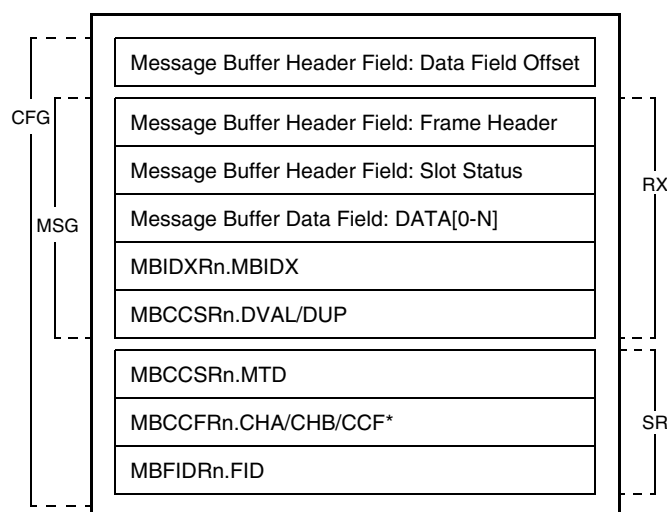 Message Buffer Header Field: Data Field Offset
CFG
Message Buffer Header Field: Frame Header
Message Buffer Header Field: Slot Status
RX
MSG
Message Buffer Data Field: DATA[0-N]
MBIDXRn.MBIDX
MBCCSRn.DVAL/DUP
MBCCSRn.MTD
MBCCFRn.CHA/CHB/CCF*
SR
MBFIDRn.FID